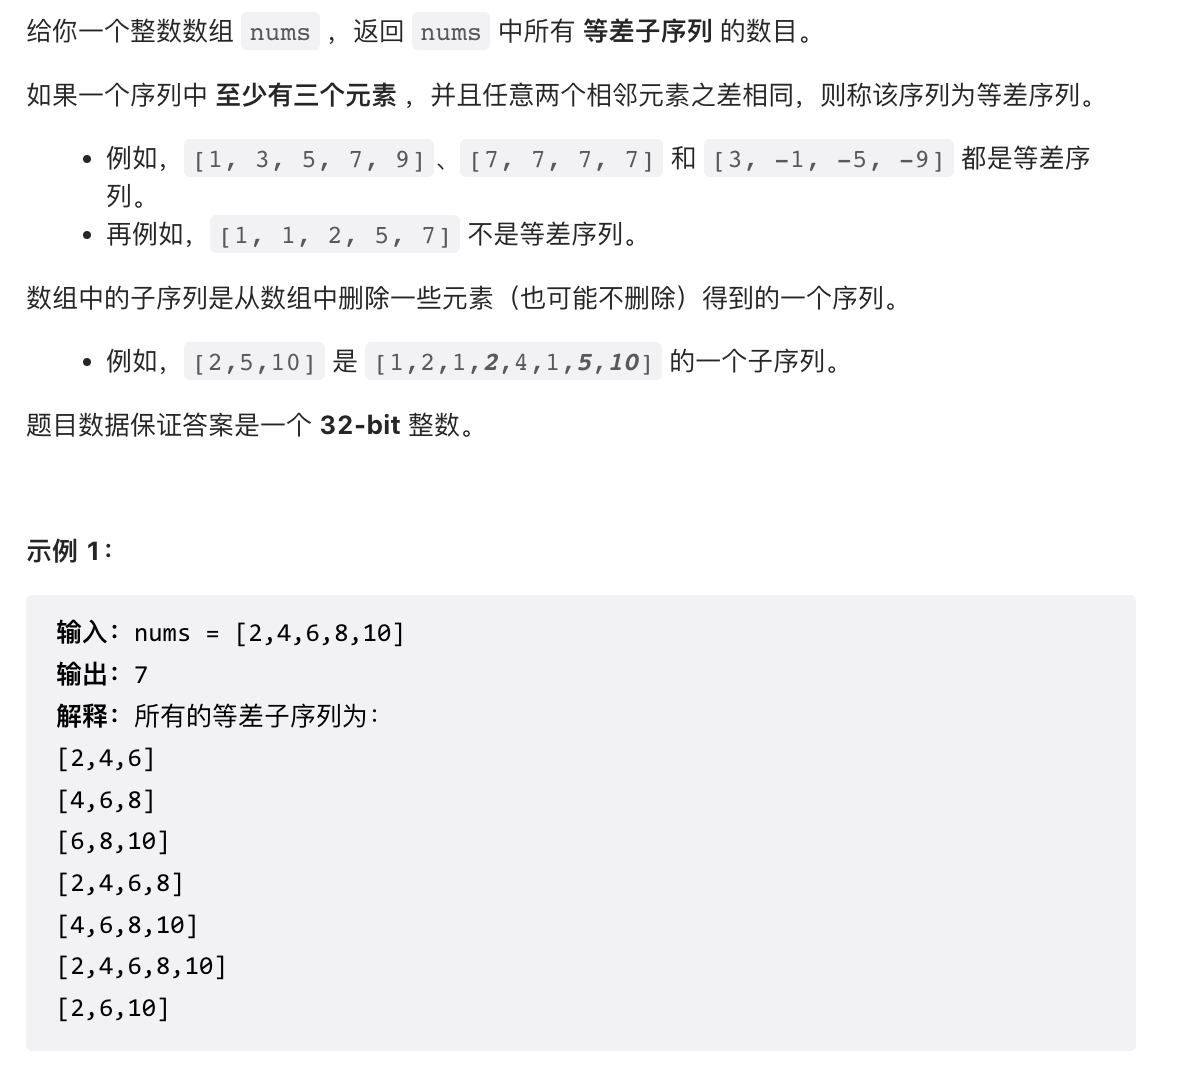 给你一个整数数组 nums ，返回 nums 中所有 等差子序列 的数目。
如果一个序列中 至少有三个元素 ，并且任意两个相邻元素之差相同，则称该序列为等差序列。
• 例如，[1, 3, 5, 7, 9]、[7, 7, 7, 7] 和 [3, -1, -5, -9] 都是等差序
列。
• 再例如，[1, 1, 2, 5, 7] 不是等差序列。
数组中的子序列是从数组中删除一些元素（也可能不删除）得到的一个序列。
• 例如，[2,5,10] 是 [1,2,1,2,4,1,5,10] 的一个子序列。
题目数据保证答案是一个 32-bit 整数。
示例 1：
输入：nums = [2,4,6,8,10]
输出：7
解释：所有的等差子序列为：
[2,4,6]
[4,6,8]
[6,8,10]
[2,4,6,8]
[4,6,8,10]
[2,4,6,8,10]
[2,6,10]